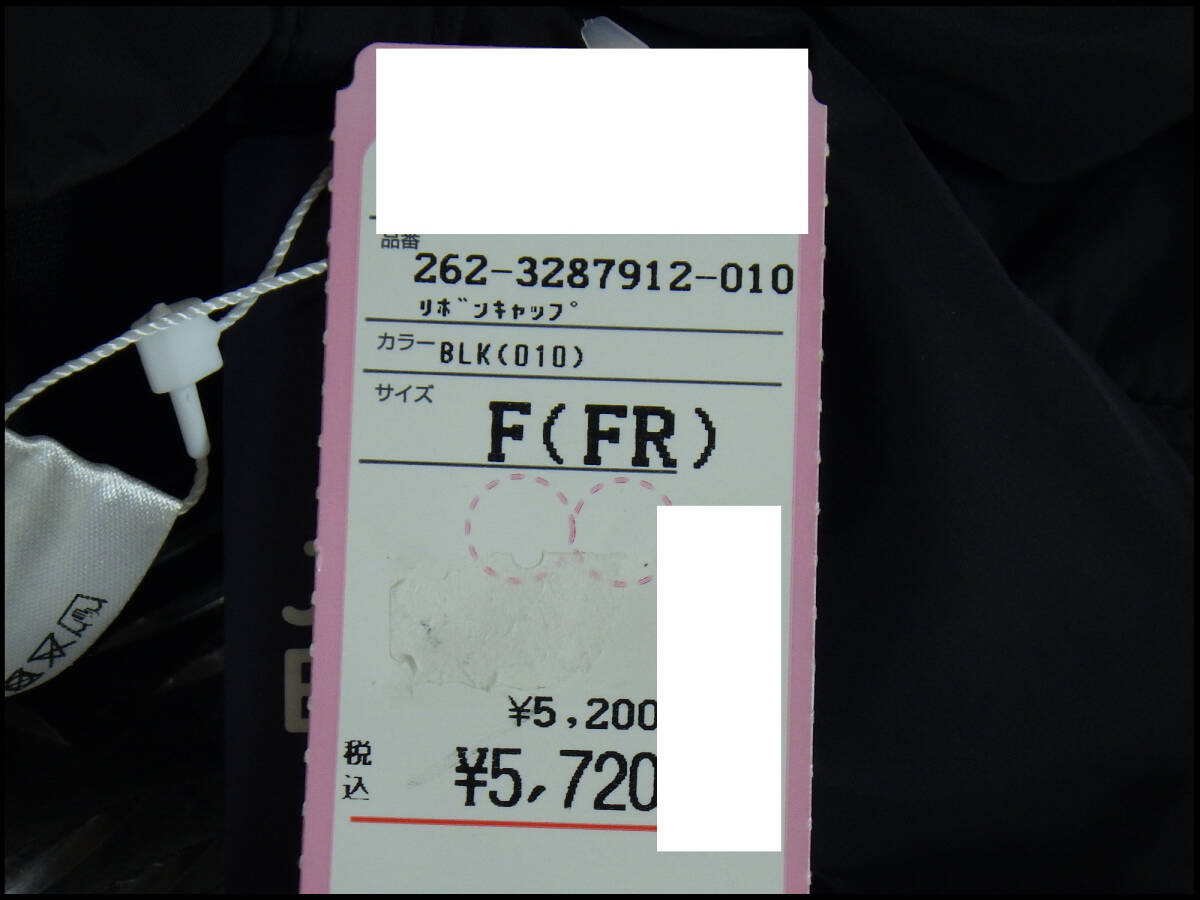 品番
262-3287912-010
ﾘﾎﾞﾝｷｬｯﾌﾟ
カラー BLK(010)
サイズ
F(FR)
¥5,200
税込 ¥5,720